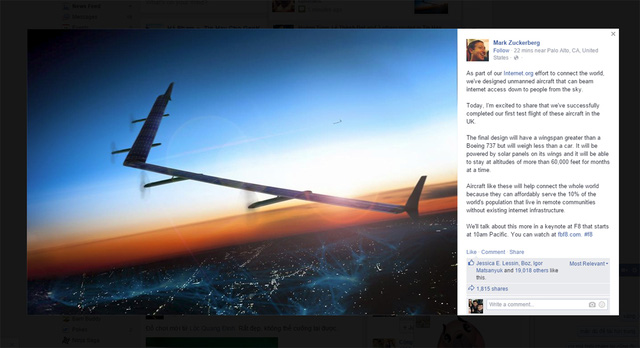 News Feed
Messages
Mark Zuckerberg
Follow · 22 mins near Palo Alto, CA, United
States ·
As part of our Internet.org effort to connect the world,
we've designed unmanned aircraft that can beam
internet access down to people from the sky.
Today, I'm excited to share that we've successfully
completed our first test flight of these aircraft in the
UK.
The final design will have a wingspan greater than a
Boeing 737 but will weigh less than a car. It will be
powered by solar panels on its wings and it will be able
to stay at altitudes of more than 60,000 feet for months
at a time.
Aircraft like these will help connect the whole world
because they can affordably serve the 10% of the
world's population that live in remote communities
without existing internet infrastructure.
We'll talk about this more in a keynote at F8 that starts
at 10am Pacific. You can watch at fbf8.com. #f8
Like Comment Share
Jessica E. Lessin, Boz, Igor
Matsanyuk and 19,018 others like
this.
Most Relevant
1,815 shares
Write a comment...